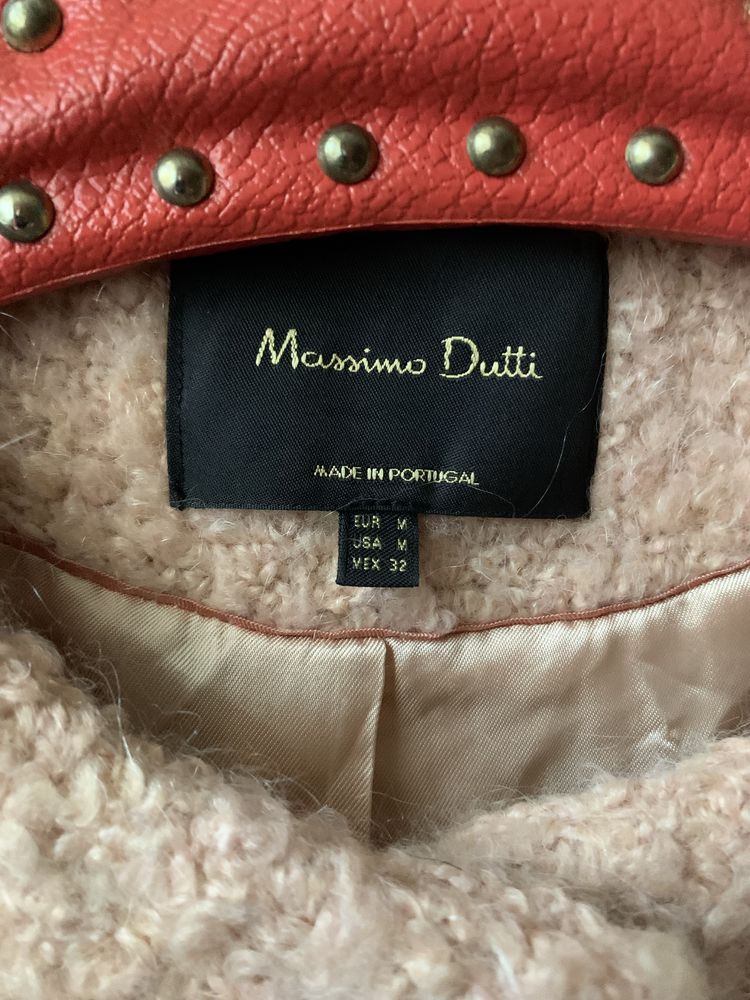 Massimo Dutti
MADE IN PORTUGAL
EUR M
USA M
MEX 32